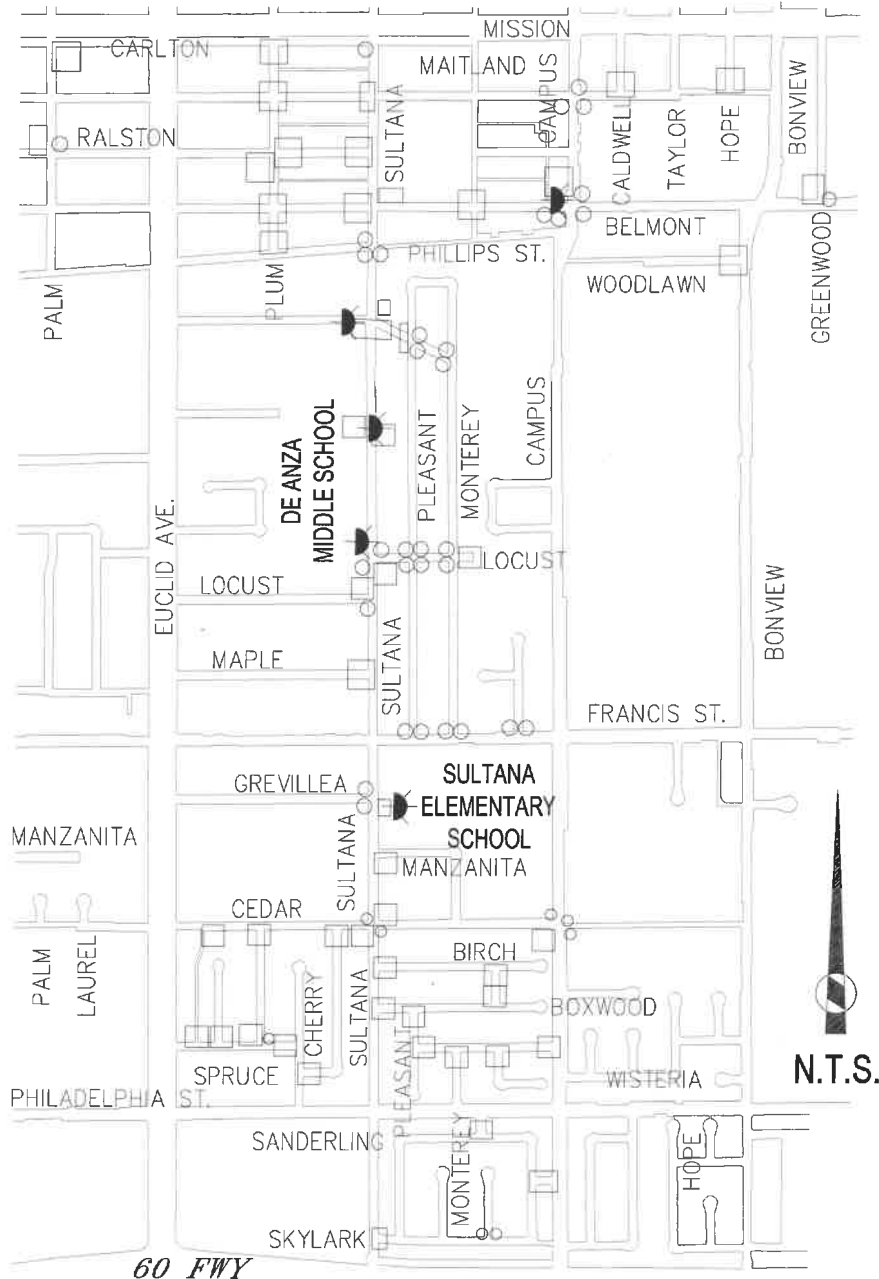 MISSION
CARLTON
MAITLAND
CAMPUS
BONVIEW
RALSTON
SULTANA
CALDWELL
TAYLOR
HOPE
BELMONT
PHILLIPS ST.
WOODLAWN
GREENWOOD
PALM
PLUM
DE ANZA
MIDDLE SCHOOL
PLEASANT
MONTEREY
CAMPUS
EUCLID AVE.
LOCUST
LOCUST
MAPLE
SULTANA
BONVIEW
FRANCIS ST.
GREVILLEA
SULTANA
ELEMENTARY
SCHOOL
MANZANITA
SULTANA
MANZANITA
CEDAR
PALM
LAUREL
CHERRY
SULTANA
BIRCH
BOXWOOD
SPRUCE
PLEASANT
WISTERIA
N.T.S.
PHILADELPHIA ST.
SANDERLING
MONTEREY
HOPE
SKYLARK
60 FWY